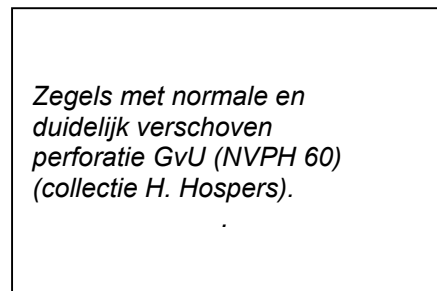 Zegels met normale en
duidelijk verschoven
perforatie GvU (NVPH 60)
(collectie H. Hospers).
.